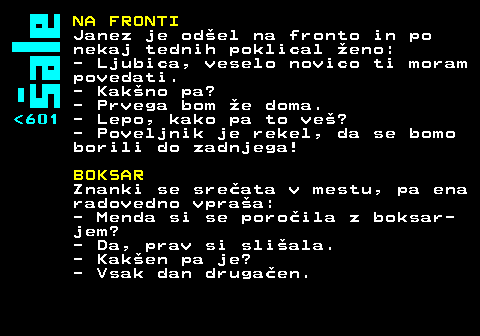 šale
NA FRONTI
Janez je odšel na fronto in po
nekaj tednih poklical ženo:
- Ljubica, veselo novico ti moram
povedati.
- Kakšno pa?
- Prvega bom že doma.
<601
- Lepo, kako pa to veš?
- Poveljnik je rekel, da se bomo
borili do zadnjega!
BOKSAR
Znanki se srečata v mestu, pa ena
radovedno vpraša:
- Menda si se poročila z boksar-
jem?
- Da, prav si slišala.
- Kakšen pa je?
- Vsak dan drugačen.